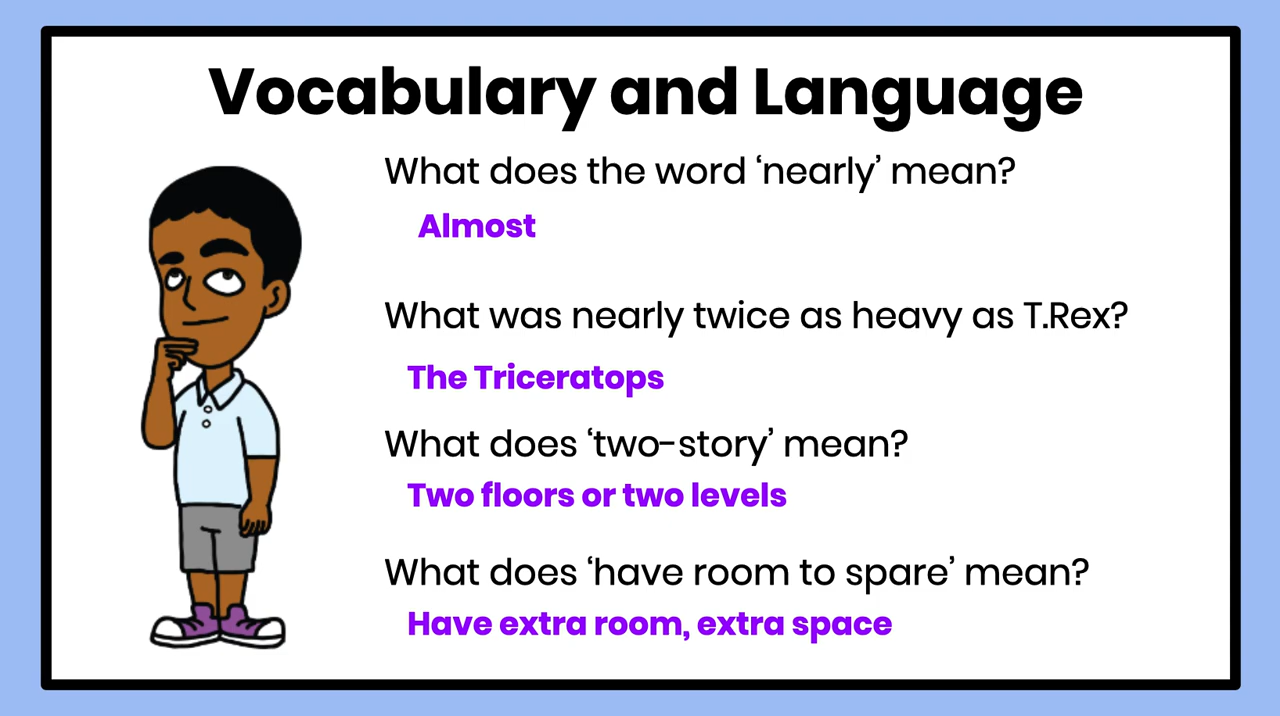 Vocabulary and Language
What does the word ‘nearly’ mean?
Almost
What was nearly twice as heavy as T.Rex?
The Triceratops
What does ‘two-story’ mean?
Two floors or two levels
What does ‘have room to spare’ mean?
Have extra room, extra space